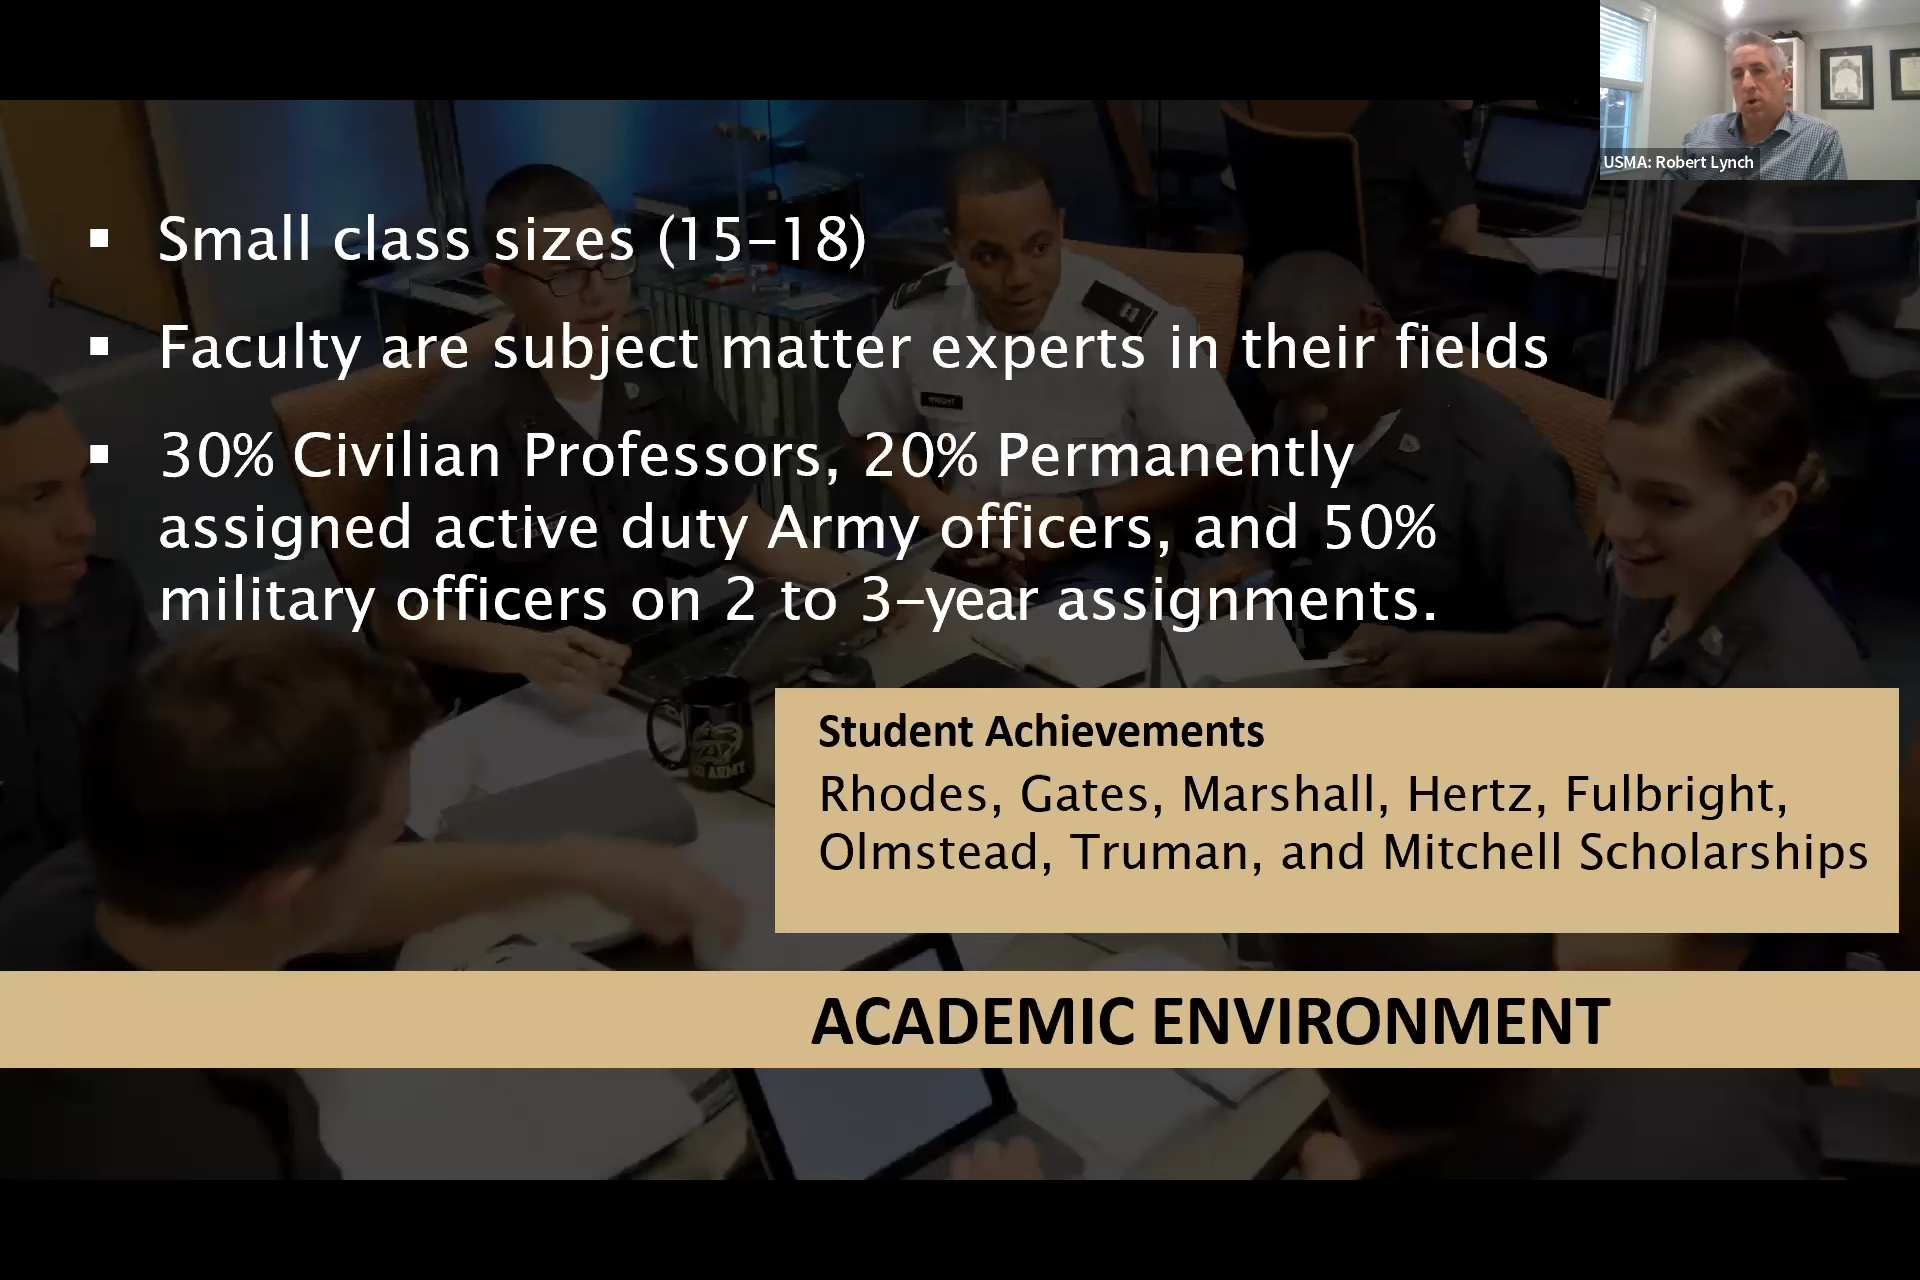 USMA: Robert Lynch
▪ Small class sizes (15-18)
▪ Faculty are subject matter experts in their fields
▪ 30% Civilian Professors, 20% Permanently
assigned active duty Army officers, and 50%
military officers on 2 to 3-year assignments.
WRIGHT
ARMY
Student Achievements
Rhodes, Gates, Marshall, Hertz, Fulbright,
Olmstead, Truman, and Mitchell Scholarships
ACADEMIC ENVIRONMENT